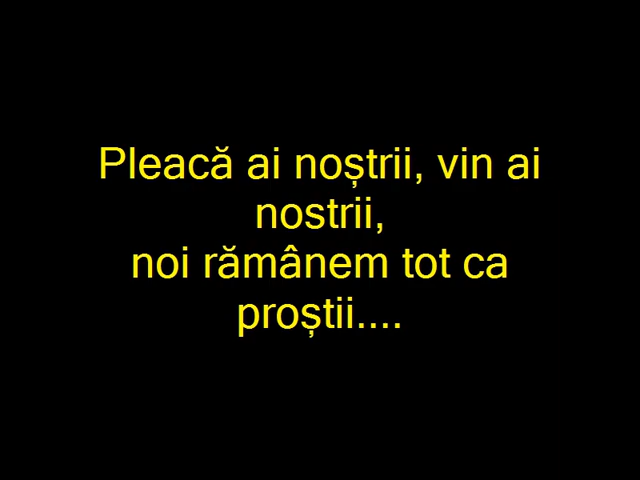 Pleacă ai noștrii, vin ai
nostrii,
noi rămânem tot ca
proștii....